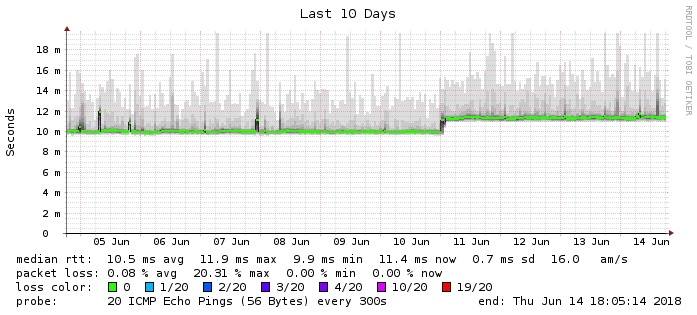 Last 10 Days
RRDTOOL / TOBI OETIKER
Seconds
18 m
16 m
14 m
12 m
10 m
8 m
6 m
4 m
2 m
0
05 Jun 06 Jun 07 Jun 08 Jun 09 Jun 10 Jun 11 Jun 12 Jun 13 Jun 14 Jun
median rtt: 10.5 ms avg 11.9 ms max 9.9 ms min 11.4 ms now 0.7 ms sd 16.0 am/s
packet loss: 0.08 % avg 20.31 % max 0.00 % min 0.00 % now
loss color: 0 1/20 2/20 3/20 4/20 10/20 19/20
probe: 20 ICMP Echo Pings (56 Bytes) every 300s end: Thu Jun 14 18:05:14 2018